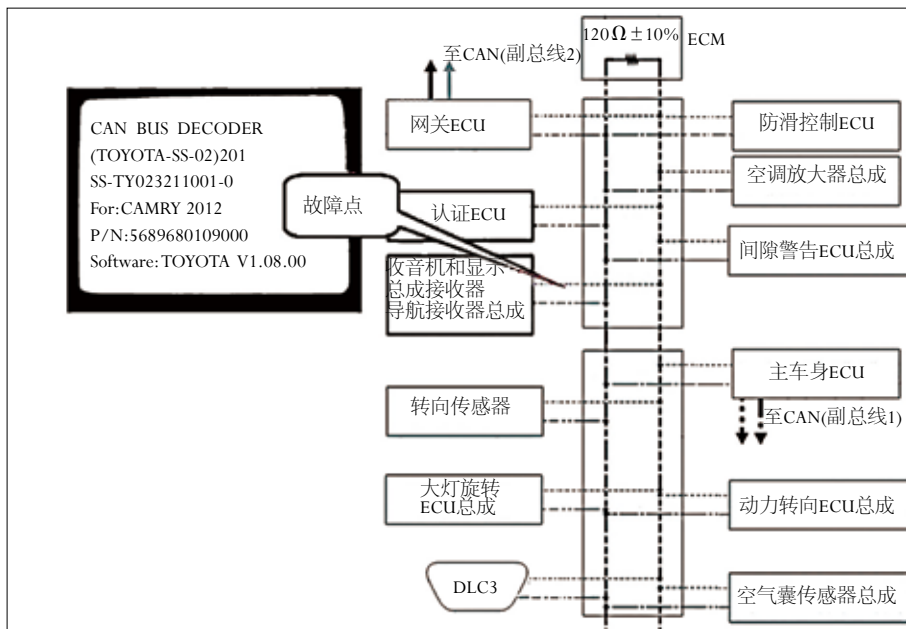 120Ω±10%
ECM
至CAN(副总线2)
网关ECU
防滑控制ECU
CAN BUS DECODER
(TOYOTA-SS-02)201
SS-TY023211001-0
For:CAMRY 2012
P/N:5689680109000
Software:TOYOTA V1.08.00
故障点
空调放大器总成
认证ECU
间隙警告ECU总成
收音机和显示
总成接收器
导航接收器总成
主车身ECU
至CAN(副总线1)
转向传感器
大灯旋转
ECU总成
动力转向ECU总成
DLC3
空气囊传感器总成